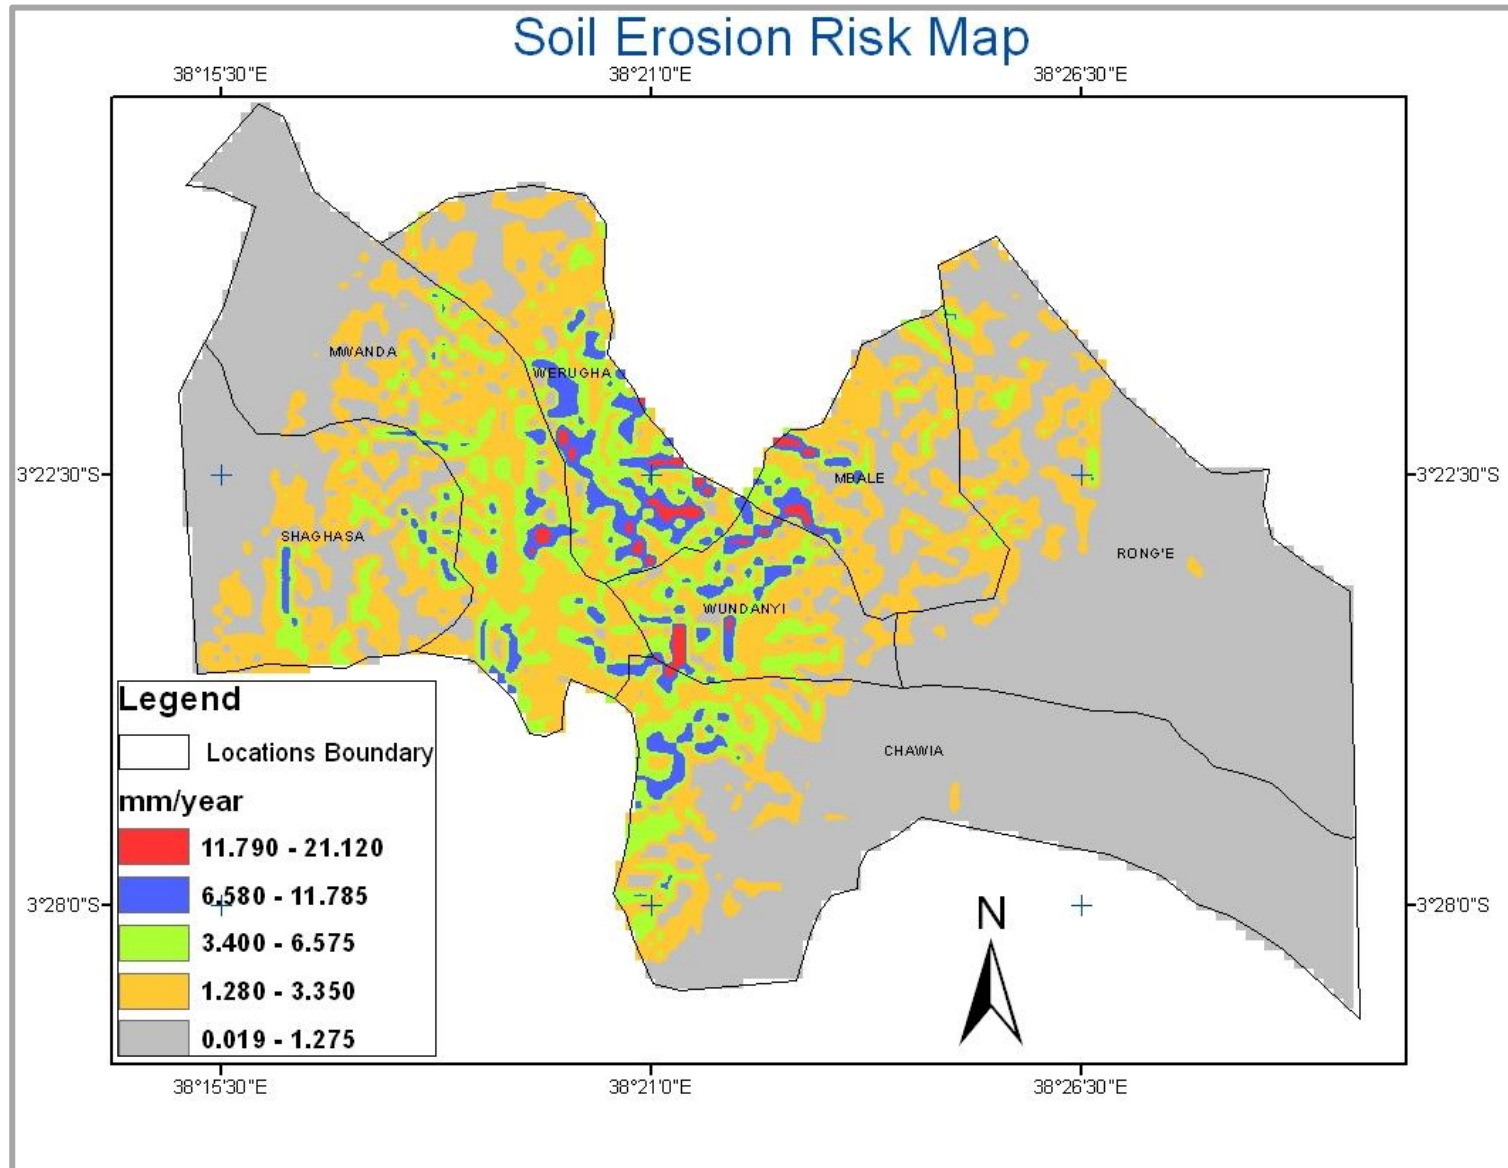 Soil Erosion Risk Map
38°15'30"E
38°21'0"E
38°26'30"E
MWANDA
WERUGHA
3°22'30"S
MBALE
3°22'30"S
SHAGHASA
RONG'E
WUNDANYI
Legend
Locations Boundary
CHAWIA
mm/year
11.790 - 21.120
6.580 - 11.785
3°28'0"S
N
3°28'0"S
3.400 - 6.575
1.280 - 3.350
0.019 - 1.275
38°15'30"E
38°21'0"E
38°26'30"E